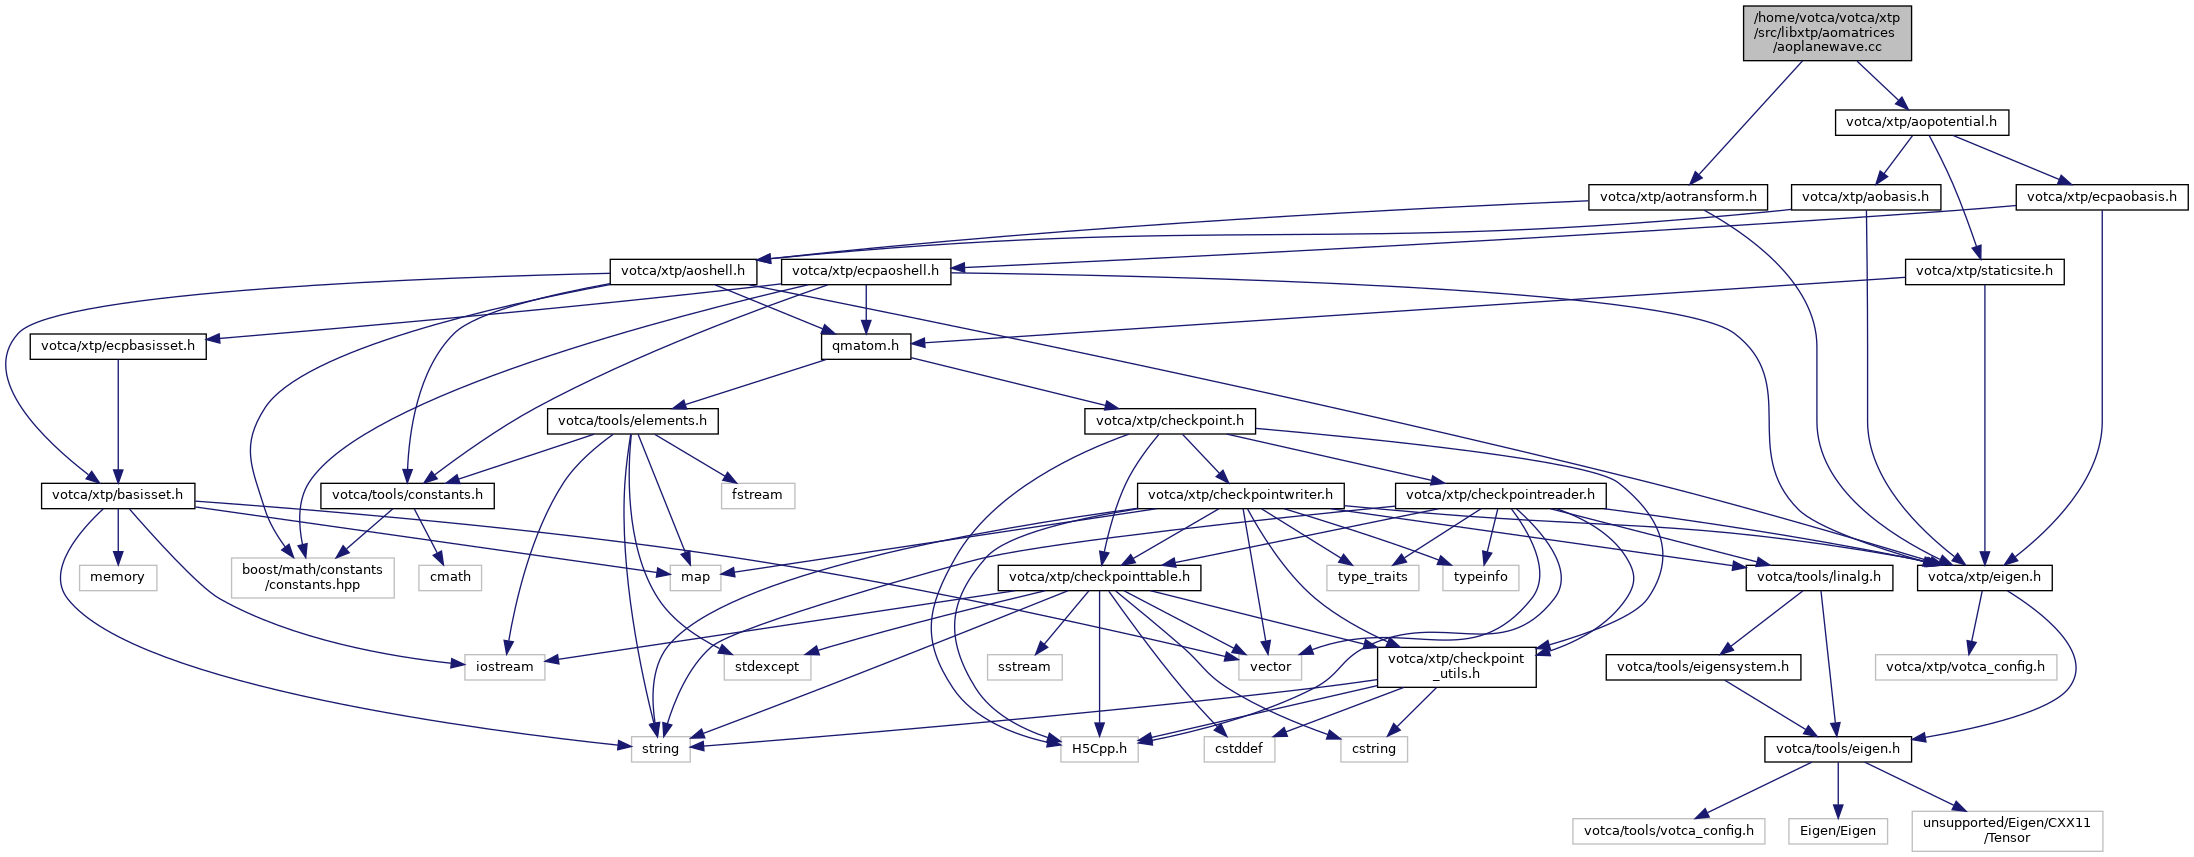 /home/votca/votca/xtp
/src/libxtp/aomatrices
/aoplanewave.cc
votca/xtp/aopotential.h
votca/xtp/aotransform.h
votca/xtp/aobasis.h
votca/xtp/ecpaobasis.h
votca/xtp/aoshell.h
votca/xtp/ecpaoshell.h
votca/xtp/staticsite.h
votca/xtp/ecpbasisset.h
qmatom.h
votca/tools/elements.h
votca/xtp/checkpoint.h
votca/xtp/basisset.h
votca/tools/constants.h
fstream
votca/xtp/checkpointwriter.h
votca/xtp/checkpointreader.h
memory
boost/math/constants
/constants.hpp
cmath
map
votca/xtp/checkpointtable.h
type_traits
typeinfo
votca/tools/linalg.h
votca/xtp/eigen.h
iostream
stdexcept
sstream
vector
votca/xtp/checkpoint
_utils.h
votca/tools/eigensystem.h
votca/xtp/votca_config.h
string
H5Cpp.h
cstddef
cstring
votca/tools/eigen.h
votca/tools/votca_config.h
Eigen/Eigen
unsupported/Eigen/CXX11
/Tensor